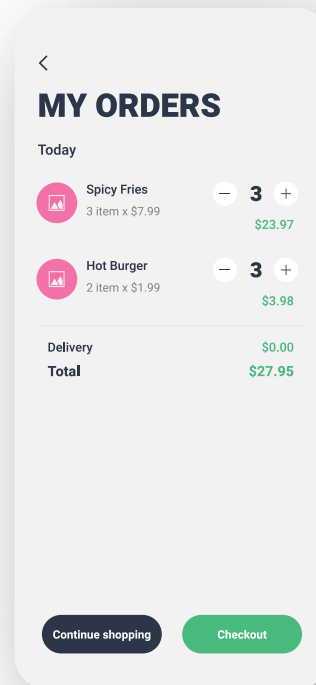 MY ORDERS
Today
Spicy Fries
3 item x $7.99
3
$23.97
Hot Burger
2 item x $1.99
3
$3.98
Delivery $0.00
Total $27.95
Continue shopping Checkout